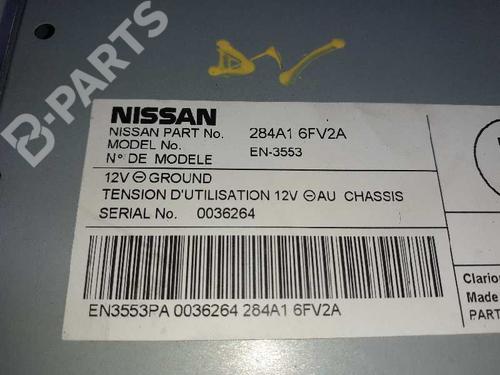 B-PARTS
NISSAN
NISSAN PART No. 284A1 6FV2A
MODEL No. EN-3553
N° DE MODELE
12V ⊖ GROUND
TENSION D'UTILISATION 12V ⊖ AU CHASSIS
SERIAL No. 0036264
EN3553PA 0036264 284A1 6FV2A
Clario
Made
PART